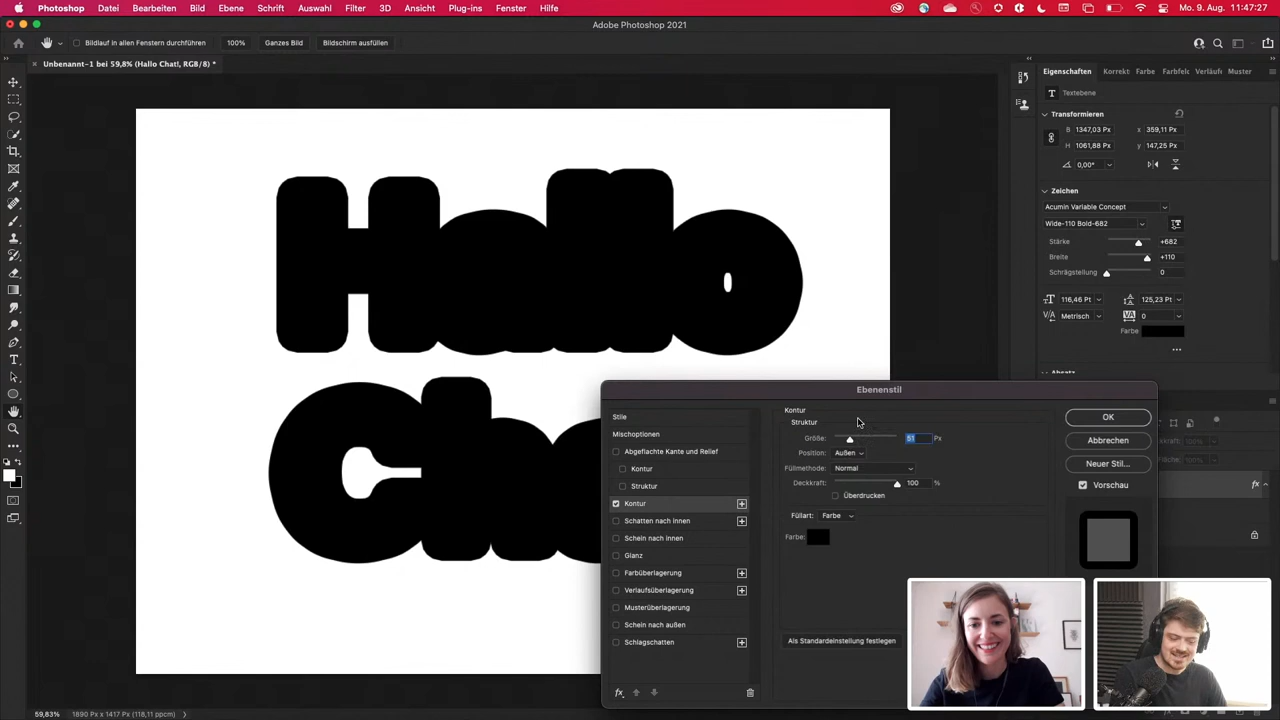 Photoshop Datei Bearbeiten Bild Ebene Schrift Auswahl Filter 3D Ansicht Plug-ins Fenster Hilfe Mo. 9. Aug. 11:47:27
Adobe Photoshop 2021
Bildlauf in allen Fenstern durchführen 100% Ganzes Bild Bildschirm ausfüllen
Unbenannt-1 bei 59,8% (Hallo Chat!, RGB/8) *
Eigenschaften Korrekt Farbe Farbfel Verläuf Muster
T Textebene
Transformieren
B 1347,03 Px x 359,11 Px
H 1061,88 Px y 147,25 Px
0,00°
Zeichen
Acumin Variable Concept
Wide-110 Bold-682
Stärke +682
Breite +110
Schrägstellung 0
116,46 Pt 125,23 Pt
Metrisch 0
Farbe
Absatz
Hallo
Ch
Ebenenstil
Stile
Mischoptionen
Abgeflachte Kante und Relief
Kontur
Struktur
Kontur
Schatten nach innen
Schein nach innen
Glanz
Farbüberlagerung
Verlaufsüberlagerung
Musterüberlagerung
Schein nach außen
Schlagschatten
fx
Kontur
Struktur
Größe: 51 Px
Position: Außen
Füllmethode: Normal
Deckkraft: 100 %
Überdrucken
Füllart: Farbe
Farbe:
Als Standardeinstellung festlegen
OK
Abbrechen
Neuer Stil...
Vorschau
fx
59,83% 1890 Px x 1417 Px (118,11 ppcm)